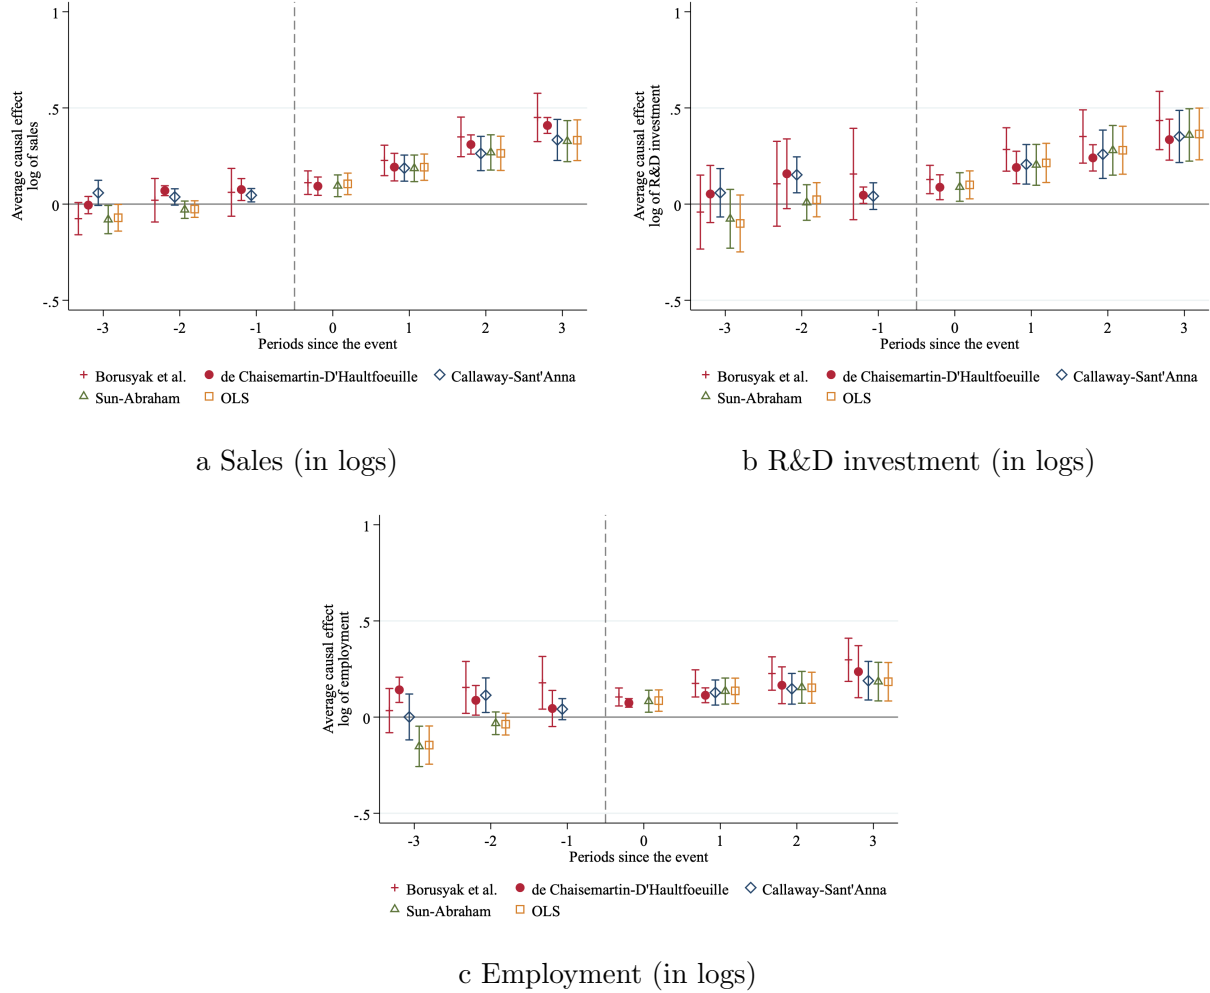 1
.5
0
-.5
Average causal effect
log of sales
-3 -2 -1 0 1 2 3
Periods since the event
Borusyak et al. de Chaisemartin-D'Haultfoeuille Callaway-Sant'Anna
Sun-Abraham OLS
a Sales (in logs)
1
.5
0
-.5
Average causal effect
log of R&D investment
-3 -2 -1 0 1 2 3
Periods since the event
Borusyak et al. de Chaisemartin-D'Haultfoeuille Callaway-Sant'Anna
Sun-Abraham OLS
b R&D investment (in logs)
1
.5
0
-.5
Average causal effect
log of employment
-3 -2 -1 0 1 2 3
Periods since the event
Borusyak et al. de Chaisemartin-D'Haultfoeuille Callaway-Sant'Anna
Sun-Abraham OLS
c Employment (in logs)